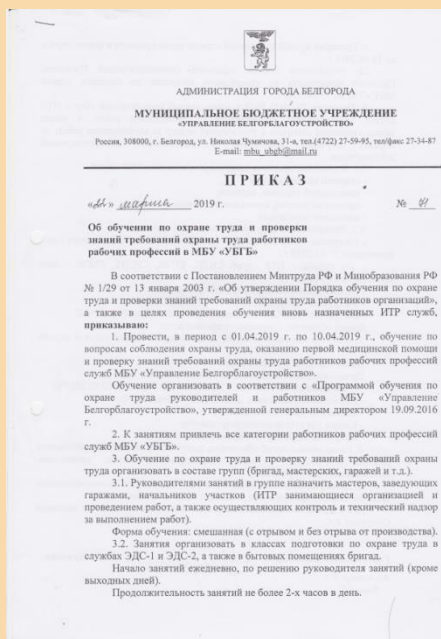 АДМИНИСТРАЦИЯ ГОРОДА БЕЛГОРОДА
МУНИЦИПАЛЬНОЕ БЮДЖЕТНОЕ УЧРЕЖДЕНИЕ
«УПРАВЛЕНИЕ БЕЛГОРБЛАГОУСТРОЙСТВО»
Россия, 308000, г. Белгород, ул. Николая Чумичова, 31-а, тел.(4722) 27-59-95, тел/факс 27-34-87
E-mail: mbu_ubgb@mail.ru
ПРИКАЗ
марта 2019 г. №
Об обучении по охране труда и проверки
знаний требований охраны труда работников
рабочих профессий в МБУ «УБГБ»
В соответствии с Постановлением Минтруда РФ и Минобразования РФ
№ 1/29 от 13 января 2003 г. «Об утверждении Порядка обучения по охране
труда и проверки знаний требований охраны труда работников организаций»,
а также в целях проведения обучения вновь назначенных ИТР служб,
приказываю:
1. Провести, в период с 01.04.2019 г. по 10.04.2019 г., обучение по
вопросам соблюдения охраны труда, оказанию первой медицинской помощи
и проверку знаний требований охраны труда работников рабочих профессий
служб МБУ «Управление Белгорблагоустройство».
Обучение организовать в соответствии с «Программой обучения по
охране труда руководителей и работников МБУ «Управление
Белгорблагоустройство», утвержденной генеральным директором 19.09.2016
г.
2. К занятиям привлечь все категории работников рабочих профессий
служб МБУ «УБГБ».
3. Обучение по охране труда и проверку знаний требований охраны
труда организовать в составе групп (бригад, мастерских, гаражей и т.д.).
3.1. Руководителями занятий в группе назначить мастеров, заведующих
гаражами, начальников участков (ИТР занимающиеся организацией и
проведением работ, а также осуществляющих контроль и технический надзор
за выполнением работ).
Форма обучения: смешанная (с отрывом и без отрыва от производства).
3.2. Занятия организовать в классах подготовки по охране труда в
службах ЭДС-1 и ЭДС-2, а также в бытовых помещениях бригад.
Начало занятий ежедневно, по решению руководителя занятий (кроме
выходных дней).
Продолжительность занятий не более 2-х часов в день.